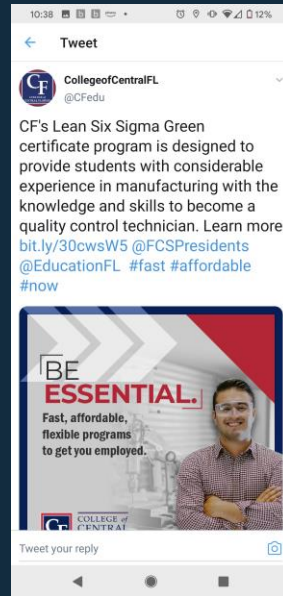 10:38 12%
Tweet
CF
CollegeofCentralFL
@CFedu
CF's Lean Six Sigma Green
certificate program is designed to
provide students with considerable
experience in manufacturing with the
knowledge and skills to become a
quality control technician. Learn more
bit.ly/30cwsW5 @FCSPresidents
@EducationFL #fast #affordable
#now
BE
ESSENTIAL.
Fast, affordable,
flexible programs
to get you employed.
CF COLLEGE of
CENTRAL
Tweet your reply